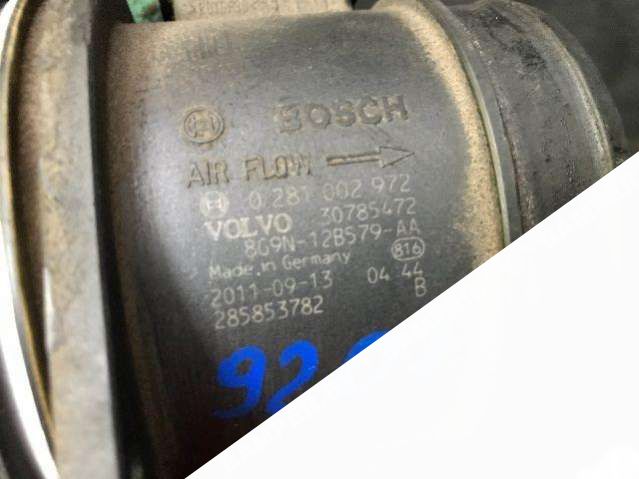 BOSCH
AIR FLOW
0 281 002 972
VOLVO 30785472
8G9N-12B579-AA
Made in Germany 816
2011-09-13 04 44
B
285853782
92